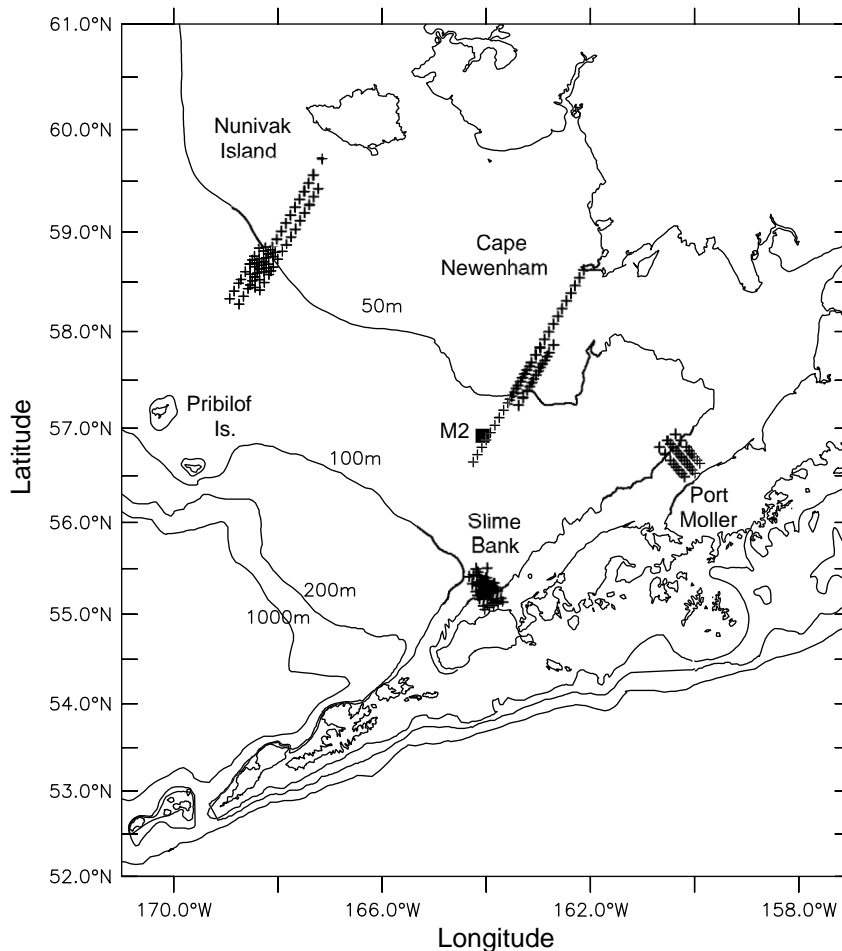 61.0°N
60.0°N
59.0°N
58.0°N
57.0°N
56.0°N
55.0°N
54.0°N
53.0°N
52.0°N
Latitude
Nunivak
Island
Cape
Newenham
50m
Pribilof
Is.
M2
100m
Port
Moller
Slime
Bank
200m
1000m
170.0°W
166.0°W
162.0°W
158.0°W
Longitude